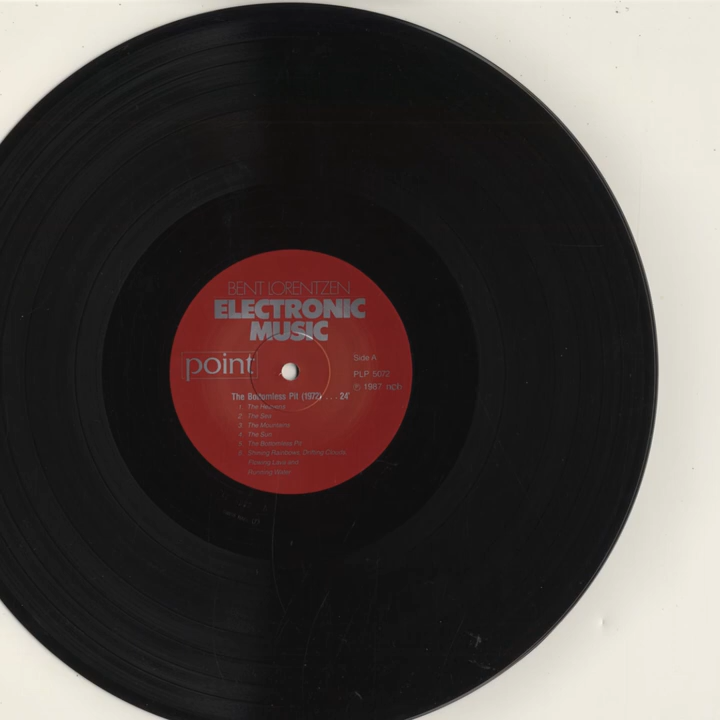 BENT LORENTZEN
ELECTRONIC
MUSIC
point
Side A
PLP 5072
℗ 1987 ncb
The Bottomless Pit (1972) . . . 24'
1. The Heavens
2. The Sea
3. The Mountains
4. The Sun
5. The Bottomless Pit
6. Shining Rainbows, Drifting Clouds,
Flowing Lava and
Running Water